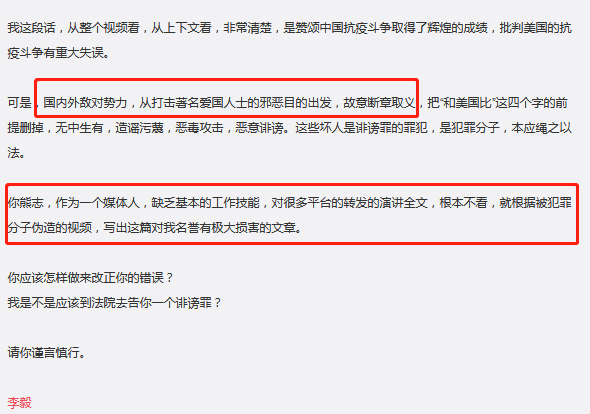 我这段话，从整个视频看，从上下文看，非常清楚，是赞颂中国抗疫斗争取得了辉煌的成绩，批判美国的抗
疫斗争有重大失误。
可是，国内外敌对势力，从打击著名爱国人士的邪恶目的出发，故意断章取义，把“和美国比”这四个字的前
提删掉，无中生有，造谣污蔑，恶毒攻击，恶意诽谤。这些坏人是诽谤罪的罪犯，是犯罪分子，本应绳之以
法。
你熊志，作为一个媒体人，缺乏基本的工作技能，对很多平台的转发的演讲全文，根本不看，就根据被犯罪
分子伪造的视频，写出这篇对我名誉有极大损害的文章。
你应该怎样做来改正你的错误？
我是不是应该到法院去告你一个诽谤罪？
请你谨言慎行。
李毅